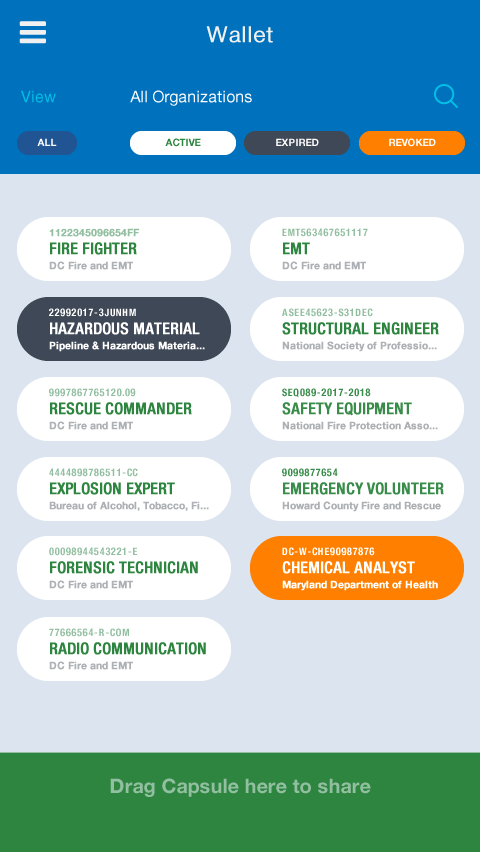 Wallet
View
All Organizations
ALL
ACTIVE
EXPIRED
REVOKED
1122345096654FF
FIRE FIGHTER
DC Fire and EMT
EMT563467651117
EMT
DC Fire and EMT
22992017-3JUNHM
HAZARDOUS MATERIAL
Pipeline & Hazardous Materia...
ASEE45623-S31DEC
STRUCTURAL ENGINEER
National Society of Professio...
9997867765120.09
RESCUE COMMANDER
DC Fire and EMT
SEQ089-2017-2018
SAFETY EQUIPMENT
National Fire Protection Asso...
4444898786511-CC
EXPLOSION EXPERT
Bureau of Alcohol, Tobacco, Fi...
9099877654
EMERGENCY VOLUNTEER
Howard County Fire and Rescue
00098944543221-E
FORENSIC TECHNICIAN
DC Fire and EMT
DC-W-CHE90987876
CHEMICAL ANALYST
Maryland Department of Health
77666564-R-COM
RADIO COMMUNICATION
DC Fire and EMT
Drag Capsule here to share